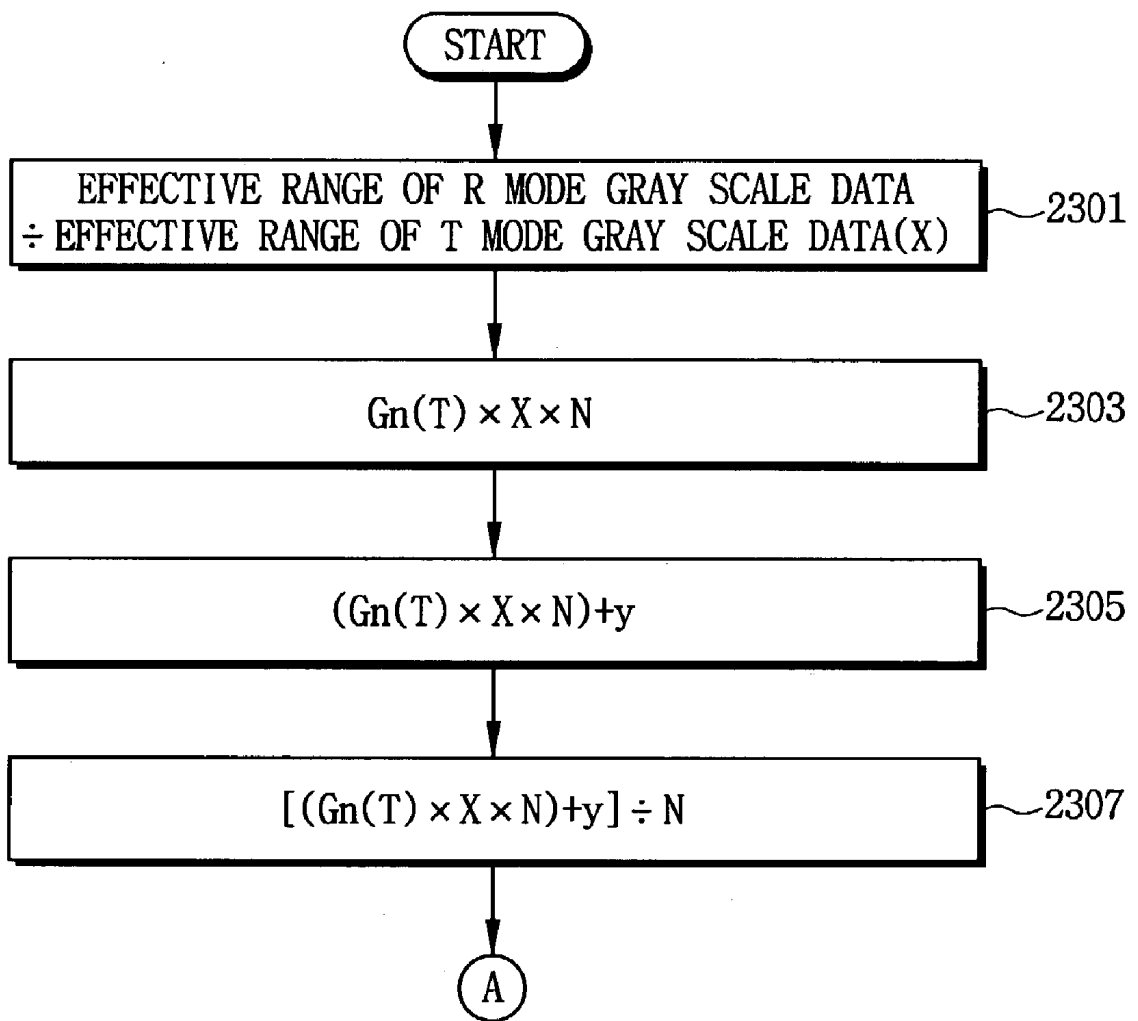 START
EFFECTIVE RANGE OF R MODE GRAY SCALE DATA
÷ EFFECTIVE RANGE OF T MODE GRAY SCALE DATA(X)
2301
Gn(T) × X × N
2303
(Gn(T) × X × N)+y
2305
[(Gn(T) × X × N)+y] ÷ N
2307
A